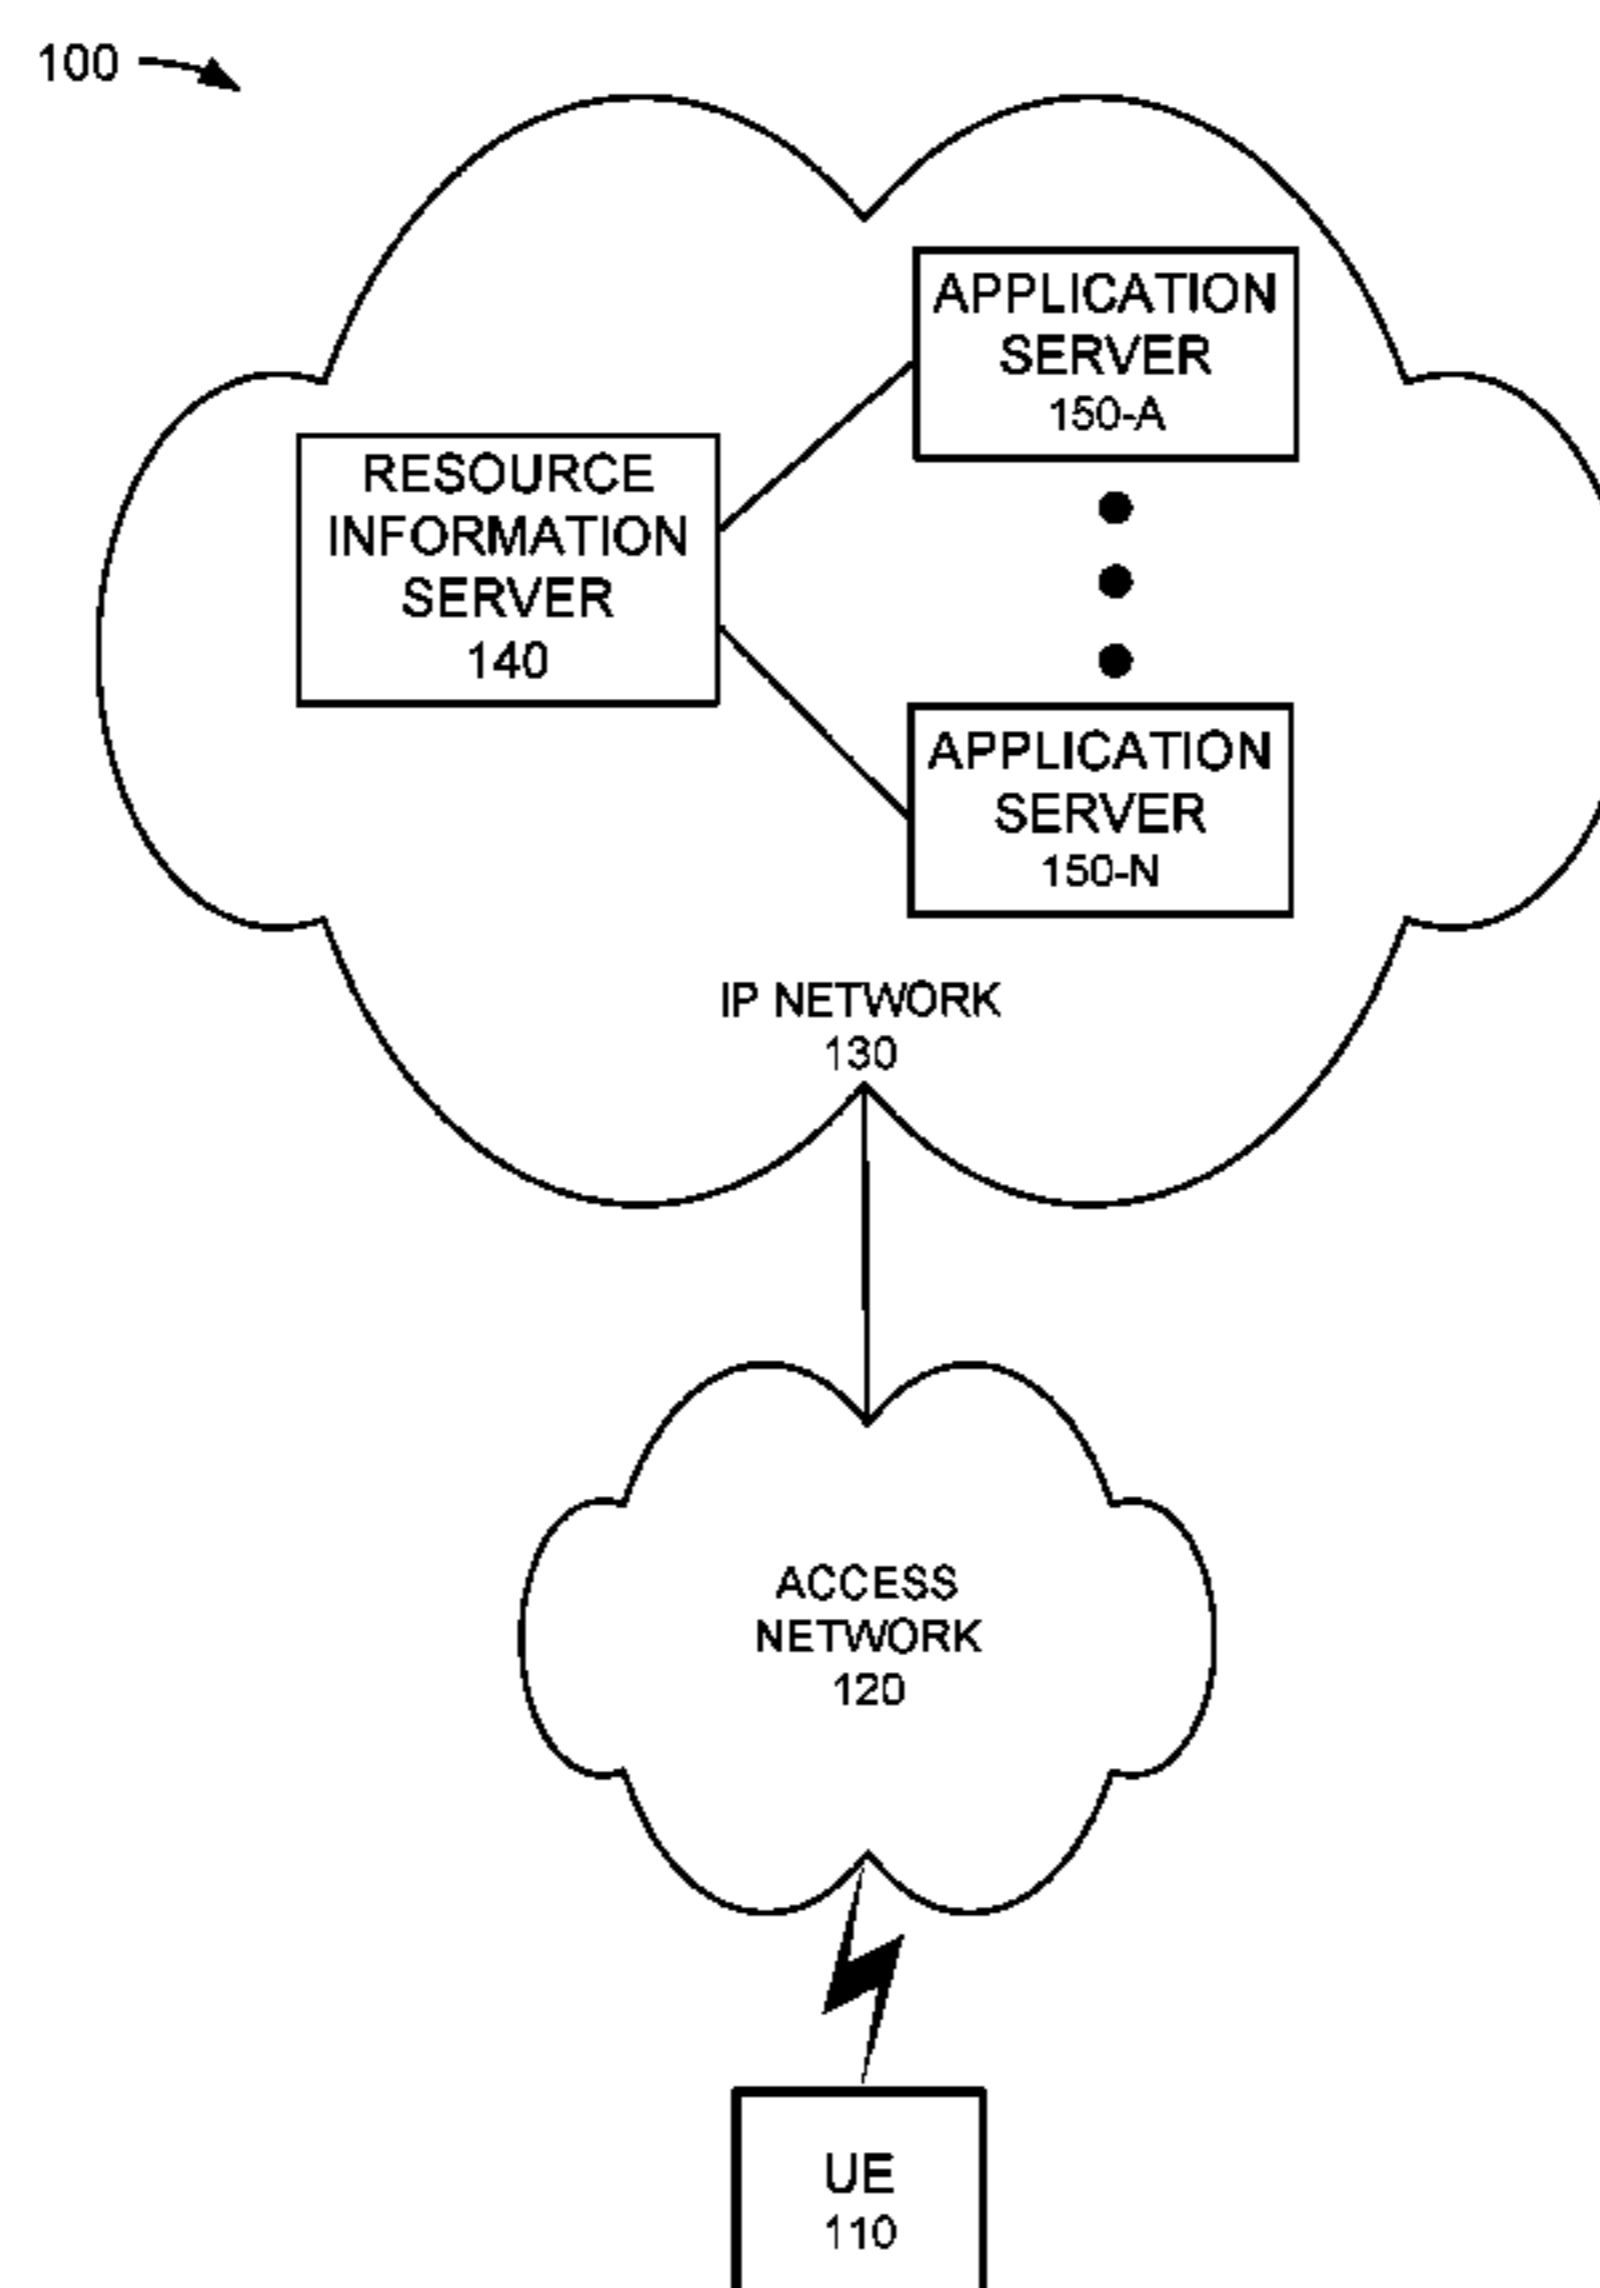 100
APPLICATION
SERVER
150-A
RESOURCE
INFORMATION
SERVER
140
APPLICATION
SERVER
150-N
IP NETWORK
130
ACCESS
NETWORK
120
UE
110